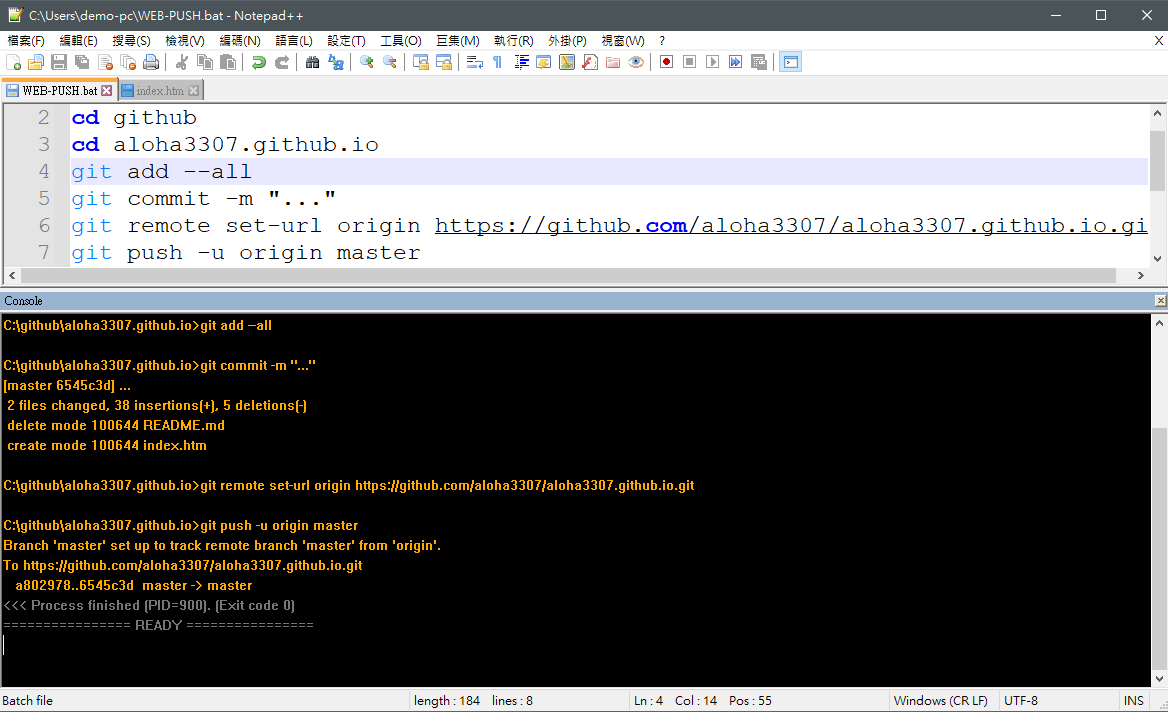 C:\Users\demo-pc\WEB-PUSH.bat - Notepad++
檔案(F) 編輯(E) 搜尋(S) 檢視(V) 編碼(N) 語言(L) 設定(T) 工具(O) 巨集(M) 執行(R) 外掛(P) 視窗(W) ? X
WEB-PUSH.bat index.htm
2 cd github
3 cd aloha3307.github.io
4 git add --all
5 git commit -m "..."
6 git remote set-url origin https://github.com/aloha3307/aloha3307.github.io.gi
7 git push -u origin master
Console
C:\github\aloha3307.github.io>git add --all
C:\github\aloha3307.github.io>git commit -m "..."
[master 6545c3d] ...
2 files changed, 38 insertions(+), 5 deletions(-)
delete mode 100644 README.md
create mode 100644 index.htm
C:\github\aloha3307.github.io>git remote set-url origin https://github.com/aloha3307/aloha3307.github.io.git
C:\github\aloha3307.github.io>git push -u origin master
Branch 'master' set up to track remote branch 'master' from 'origin'.
To https://github.com/aloha3307/aloha3307.github.io.git
a802978..6545c3d master -> master
<<< Process finished (PID=900). (Exit code 0)
================ READY ================
Batch file length : 184 lines : 8 Ln : 4 Col : 14 Pos : 55 Windows (CR LF) UTF-8 INS